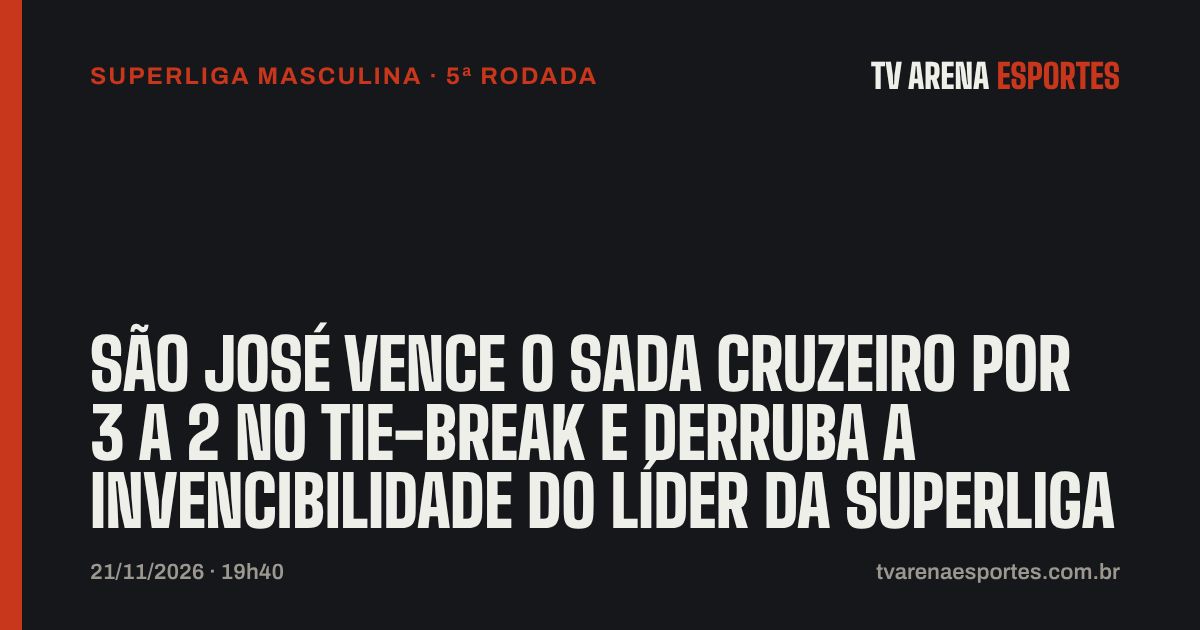 SUPERLIGA MASCULINA · 5ª RODADA
TV ARENA ESPORTES
SÃO JOSÉ VENCE O SADA CRUZEIRO POR
3 A 2 NO TIE-BREAK E DERRUBA A
INVENCIBILIDADE DO LÍDER DA SUPERLIGA
21/11/2026 · 19h40
tvarenaesportes.com.br